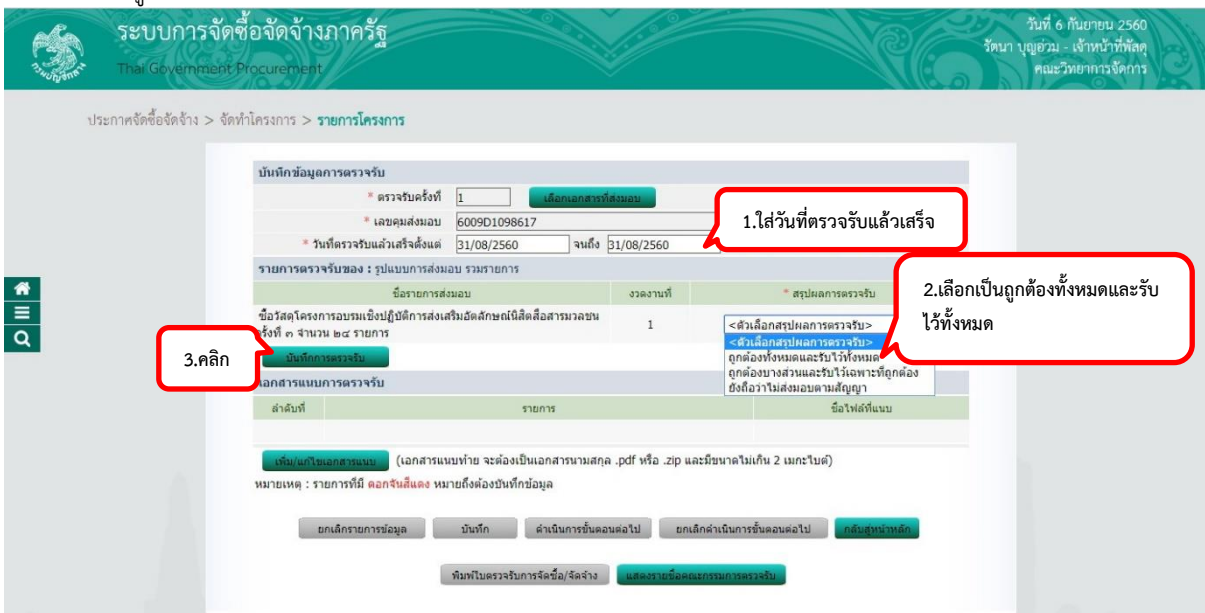 ระบบการจัดซื้อจัดจ้างภาครัฐ
Thai Government Procurement
วันที่ 6 กันยายน 2560
รัตนา บุญอ่วม - เจ้าหน้าที่พัสดุ
คณะวิทยาการจัดการ
ประกาศจัดซื้อจัดจ้าง > จัดทำโครงการ > รายการโครงการ
บันทึกข้อมูลการตรวจรับ
* ตรวจรับครั้งที่ 1 เลือกเอกสารที่ส่งมอบ
* เลขคุมส่งมอบ 6009D1098617
* วันที่ตรวจรับแล้วเสร็จตั้งแต่ 31/08/2560 จนถึง 31/08/2560
1.ใส่วันที่ตรวจรับแล้วเสร็จ
รายการตรวจรับของ : รูปแบบการส่งมอบ รวมรายการ
ชื่อรายการส่งมอบ งวดงานที่ * สรุปผลการตรวจรับ
2.เลือกเป็นถูกต้องทั้งหมดและรับ
ไว้ทั้งหมด
ซื้อวัสดุโครงการอบรมเชิงปฏิบัติการส่งเสริมอัตลักษณ์นิสิตสื่อสารมวลชน
ครั้งที่ ๓ จำนวน ๒๔ รายการ
1
<ตัวเลือกสรุปผลการตรวจรับ>
<ตัวเลือกสรุปผลการตรวจรับ>
ถูกต้องทั้งหมดและรับไว้ทั้งหมด
ถูกต้องบางส่วนและรับไว้เฉพาะที่ถูกต้อง
ยังถือว่าไม่ส่งมอบตามสัญญา
3.คลิก
บันทึกการตรวจรับ
เอกสารแนบการตรวจรับ
ลำดับที่ รายการ ชื่อไฟล์ที่แนบ
เพิ่ม/แก้ไขเอกสารแนบ (เอกสารแนบท้าย จะต้องเป็นเอกสารนามสกุล .pdf หรือ .zip และมีขนาดไม่เกิน 2 เมกะไบต์)
หมายเหตุ : รายการที่มี ดอกจันสีแดง หมายถึงต้องบันทึกข้อมูล
ยกเลิกรายการข้อมูล บันทึก ดำเนินการขั้นตอนต่อไป ยกเลิกดำเนินการขั้นตอนต่อไป กลับสู่หน้าหลัก
พิมพ์ใบตรวจรับการจัดซื้อ/จัดจ้าง แสดงรายชื่อคณะกรรมการตรวจรับ